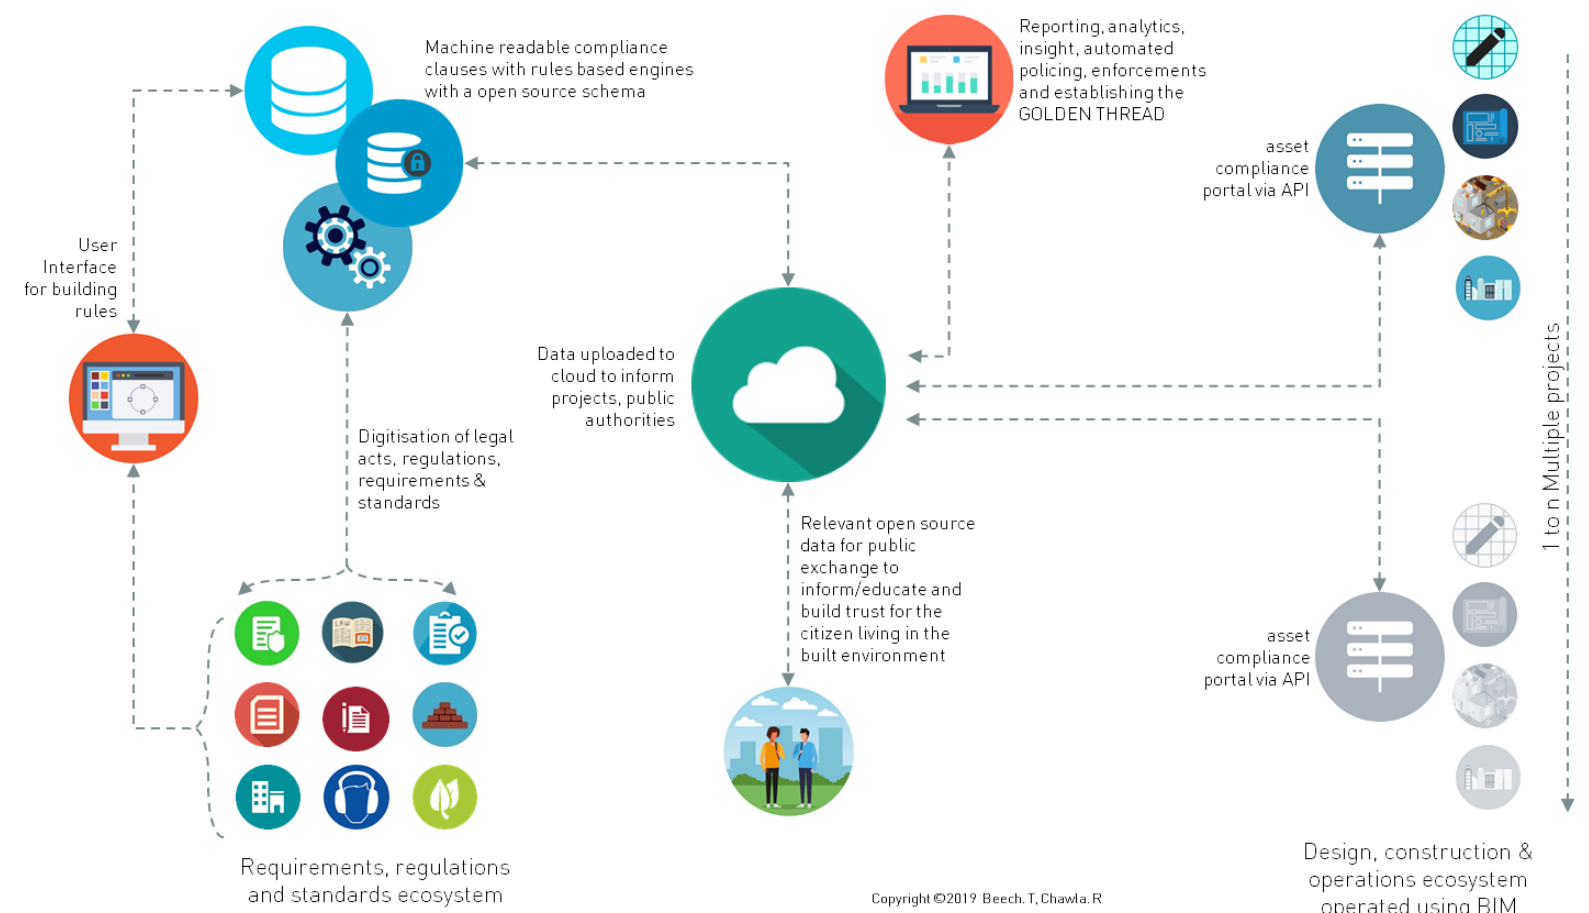 Machine readable compliance
clauses with rules based engines
with a open source schema
Reporting, analytics,
insight, automated
policing, enforcements
and establishing the
GOLDEN THREAD
asset
compliance
portal via API
User
Interface
for building
rules
Data uploaded to
cloud to inform
projects, public
authorities
1 to n Multiple projects
Digitisation of legal
acts, regulations,
requirements &
standards
Relevant open source
data for public
exchange to
inform/educate and
build trust for the
citizen living in the
built environment
LAW
asset
compliance
portal via API
Requirements, regulations
and standards ecosystem
Design, construction &
operations ecosystem
operated using BIM
Copyright ©2019 Beech. T, Chawla. R